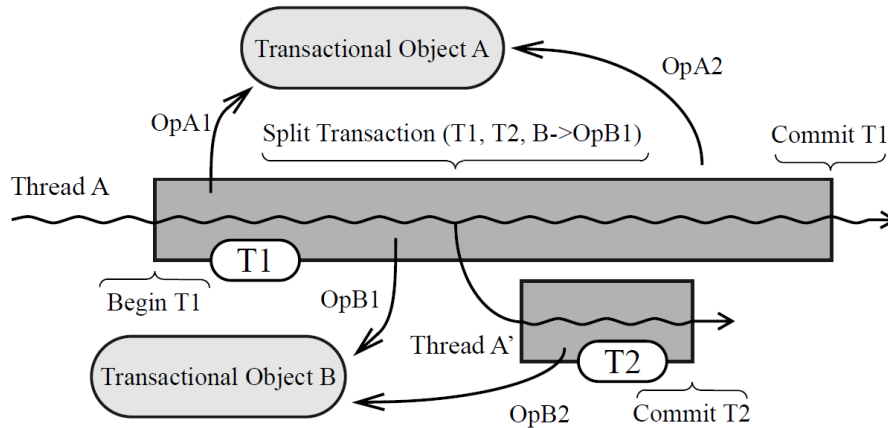 Transactional Object A
OpA2
OpA1
Split Transaction (T1, T2, B->OpB1)
Commit T1
Thread A
T1
Begin T1
OpB1
Thread A’
T2
Transactional Object B
OpB2
Commit T2